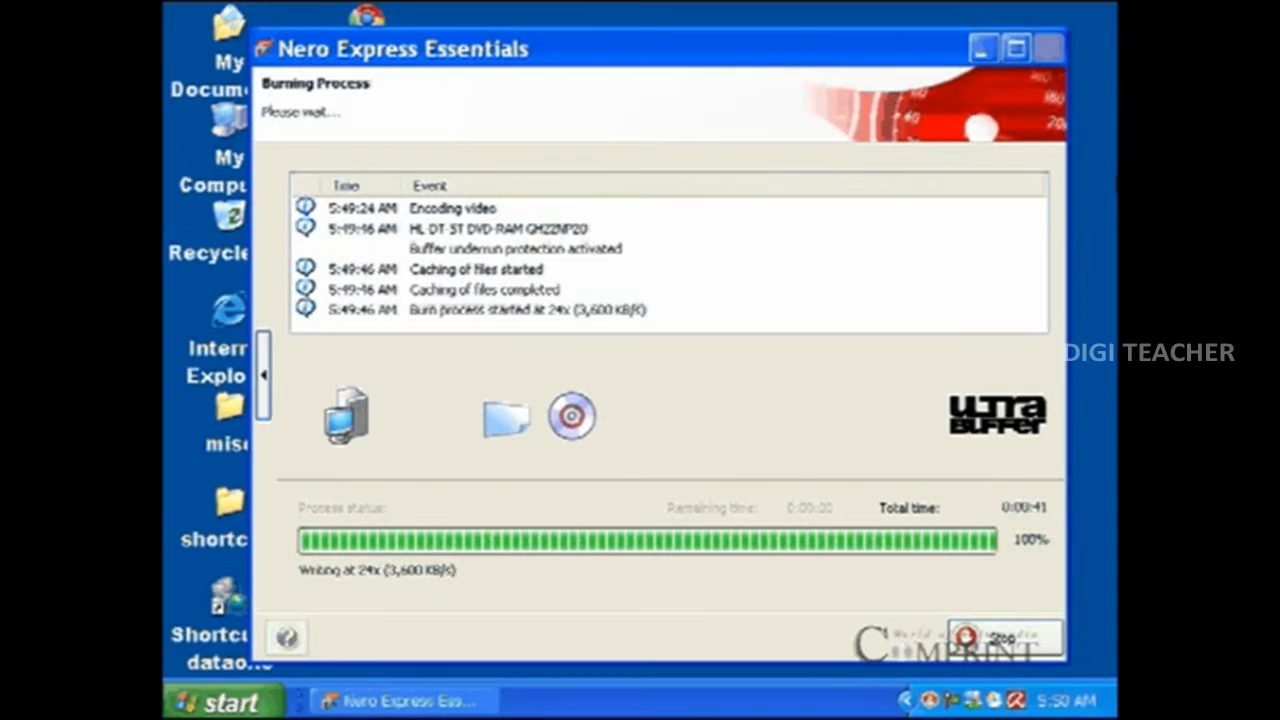 My
Docum
My
Compu
Recycle
Intern
Explo
misc
shortc
Shortcu
datao
Nero Express Essentials
Burning Process
Please wait...
Time Event
5:49:24 AM Encoding video
5:49:46 AM HL-DT-ST DVD-RAM GH22NP20
Buffer underrun protection activated
5:49:46 AM Caching of files started
5:49:46 AM Caching of files completed
5:49:46 AM Burn process started at 24x (3,600 KB/s)
DIGI TEACHER
ULTRA
BUFFER
Process status: Remaining time: 0:00:00 Total time: 0:00:41
100%
Writing at 24x (3,600 KB/s)
Stop
COMPRINT
start Nero Express Ess... 5:50 AM